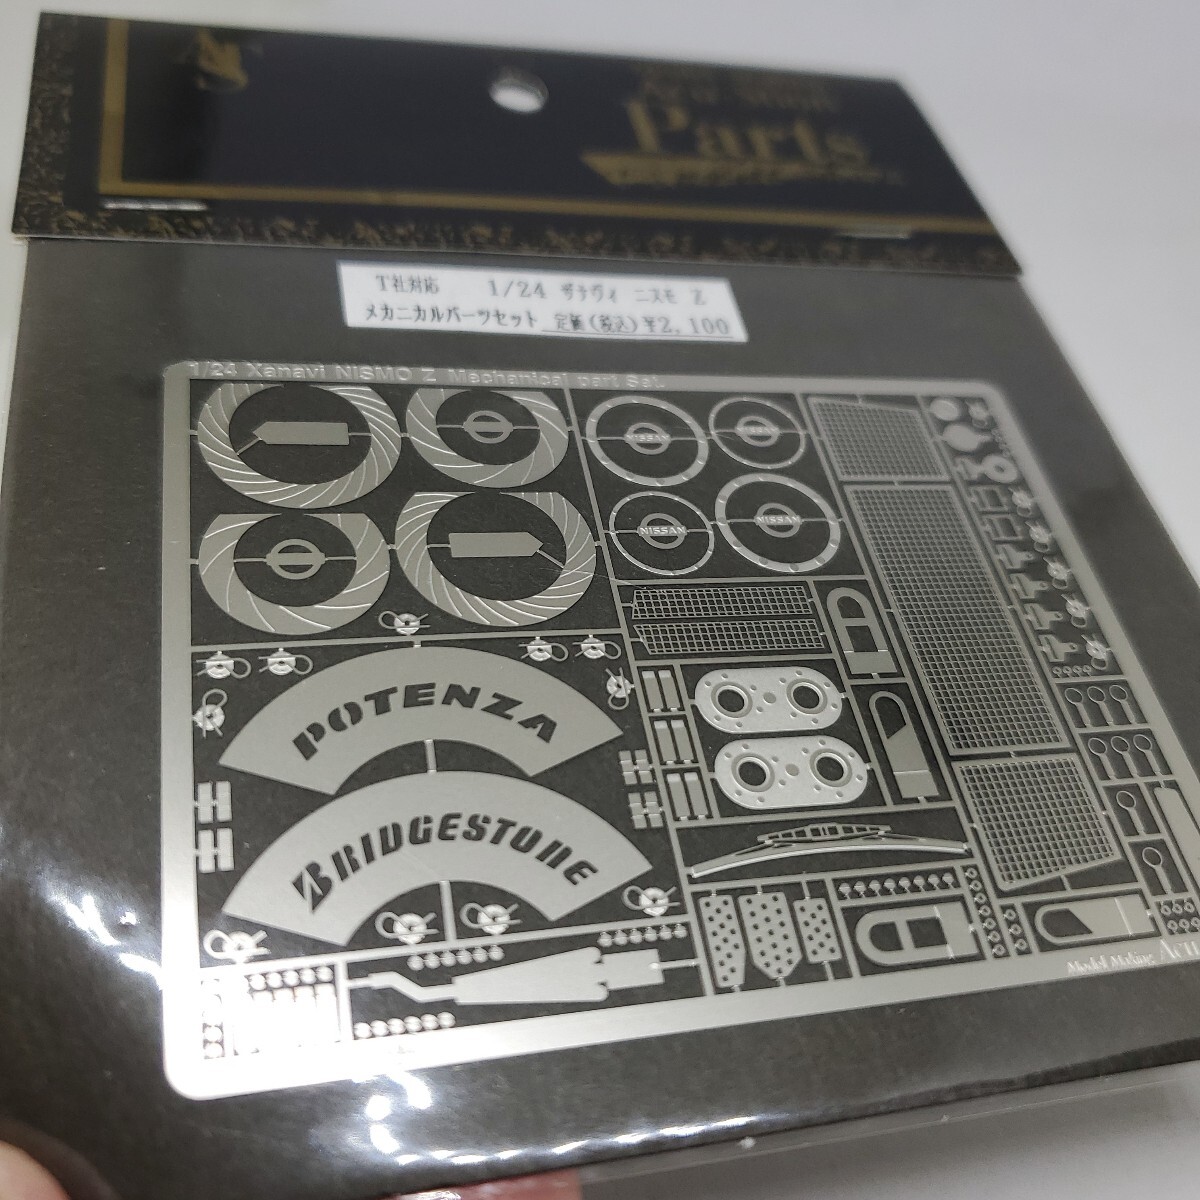 Parts
T社対応 1/24 ザナヴィ ニスモ Z
メカニカルパーツセット 定価(税込)¥2,100
1/24 Xanavi NISMO Z Mechanical part Set.
NISSAN
NISSAN
NISSAN
NISSAN
POTENZA
BRIDGESTONE
Model Making